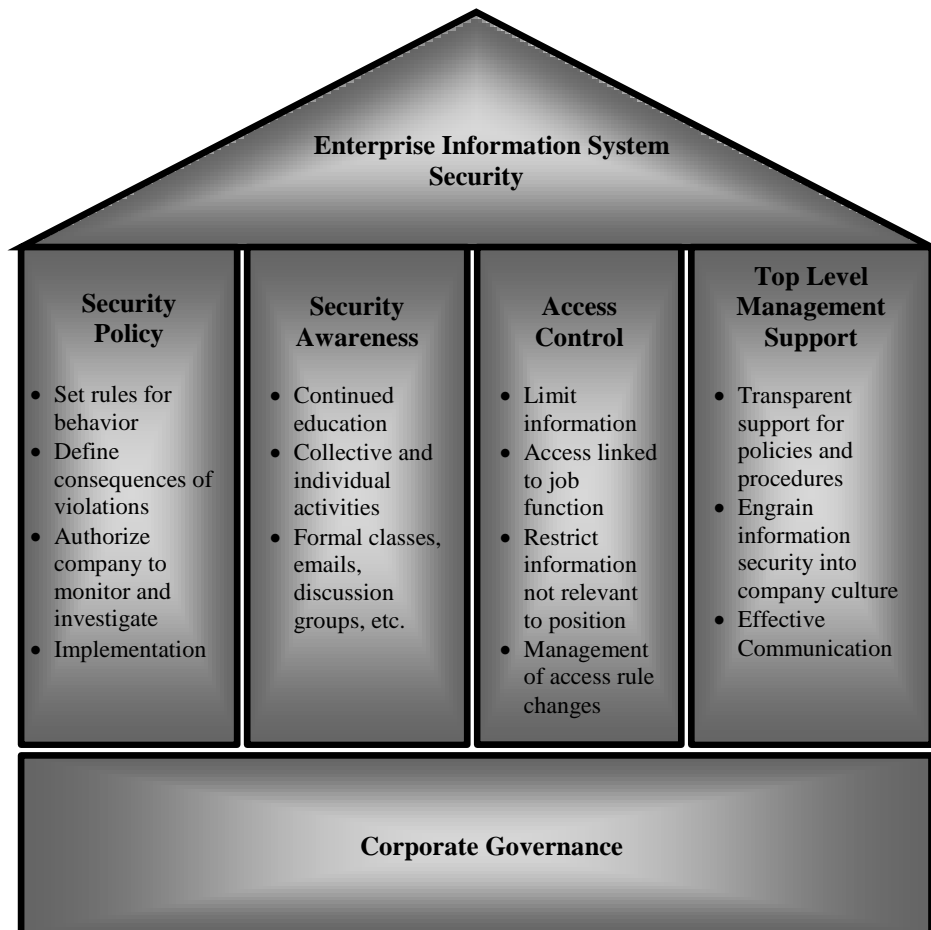 Enterprise Information System
Security
Security
Policy
• Set rules for
behavior
• Define
consequences of
violations
• Authorize
company to
monitor and
investigate
• Implementation
Security
Awareness
• Continued
education
• Collective and
individual
activities
• Formal classes,
emails,
discussion
groups, etc.
Access
Control
• Limit
information
• Access linked
to job
function
• Restrict
information
not relevant
to position
• Management
of access rule
changes
Top Level
Management
Support
• Transparent
support for
policies and
procedures
• Engrain
information
security into
company culture
• Effective
Communication
Corporate Governance